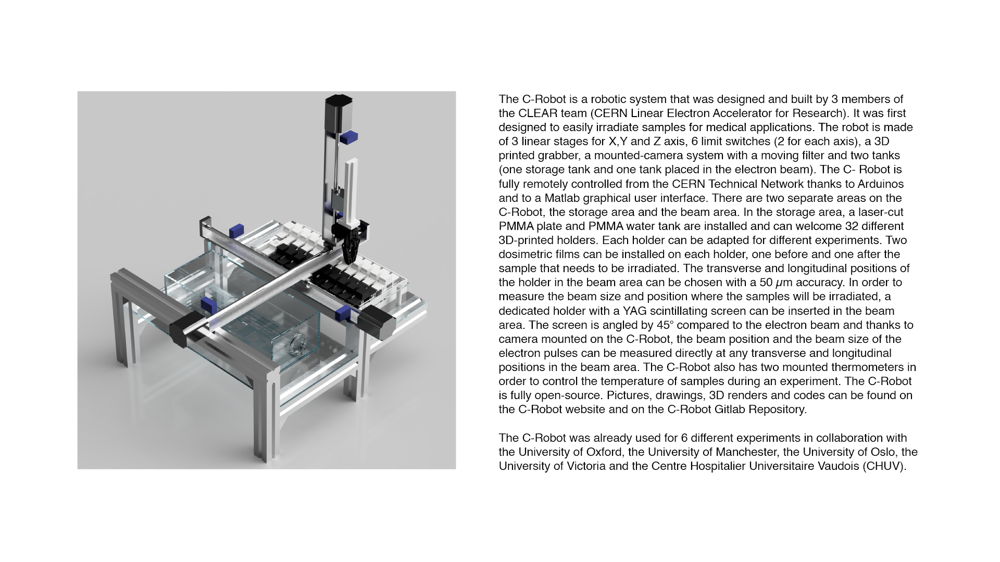 The C-Robot is a robotic system that was designed and built by 3 members of
the CLEAR team (CERN Linear Electron Accelerator for Research). It was first
designed to easily irradiate samples for medical applications. The robot is made
of 3 linear stages for X,Y and Z axis, 6 limit switches (2 for each axis), a 3D
printed grabber, a mounted-camera system with a moving filter and two tanks
(one storage tank and one tank placed in the electron beam). The C- Robot is
fully remotely controlled from the CERN Technical Network thanks to Arduinos
and to a Matlab graphical user interface. There are two separate areas on the
C-Robot, the storage area and the beam area. In the storage area, a laser-cut
PMMA plate and PMMA water tank are installed and can welcome 32 different
3D-printed holders. Each holder can be adapted for different experiments. Two
dosimetric films can be installed on each holder, one before and one after the
sample that needs to be irradiated. The transverse and longitudinal positions of
the holder in the beam area can be chosen with a 50 µm accuracy. In order to
measure the beam size and position where the samples will be irradiated, a
dedicated holder with a YAG scintillating screen can be inserted in the beam
area. The screen is angled by 45° compared to the electron beam and thanks to
camera mounted on the C-Robot, the beam position and the beam size of the
electron pulses can be measured directly at any transverse and longitudinal
positions in the beam area. The C-Robot also has two mounted thermometers in
order to control the temperature of samples during an experiment. The C-Robot
is fully open-source. Pictures, drawings, 3D renders and codes can be found on
the C-Robot website and on the C-Robot Gitlab Repository.
The C-Robot was already used for 6 different experiments in collaboration with
the University of Oxford, the University of Manchester, the University of Oslo, the
University of Victoria and the Centre Hospitalier Universitaire Vaudois (CHUV).